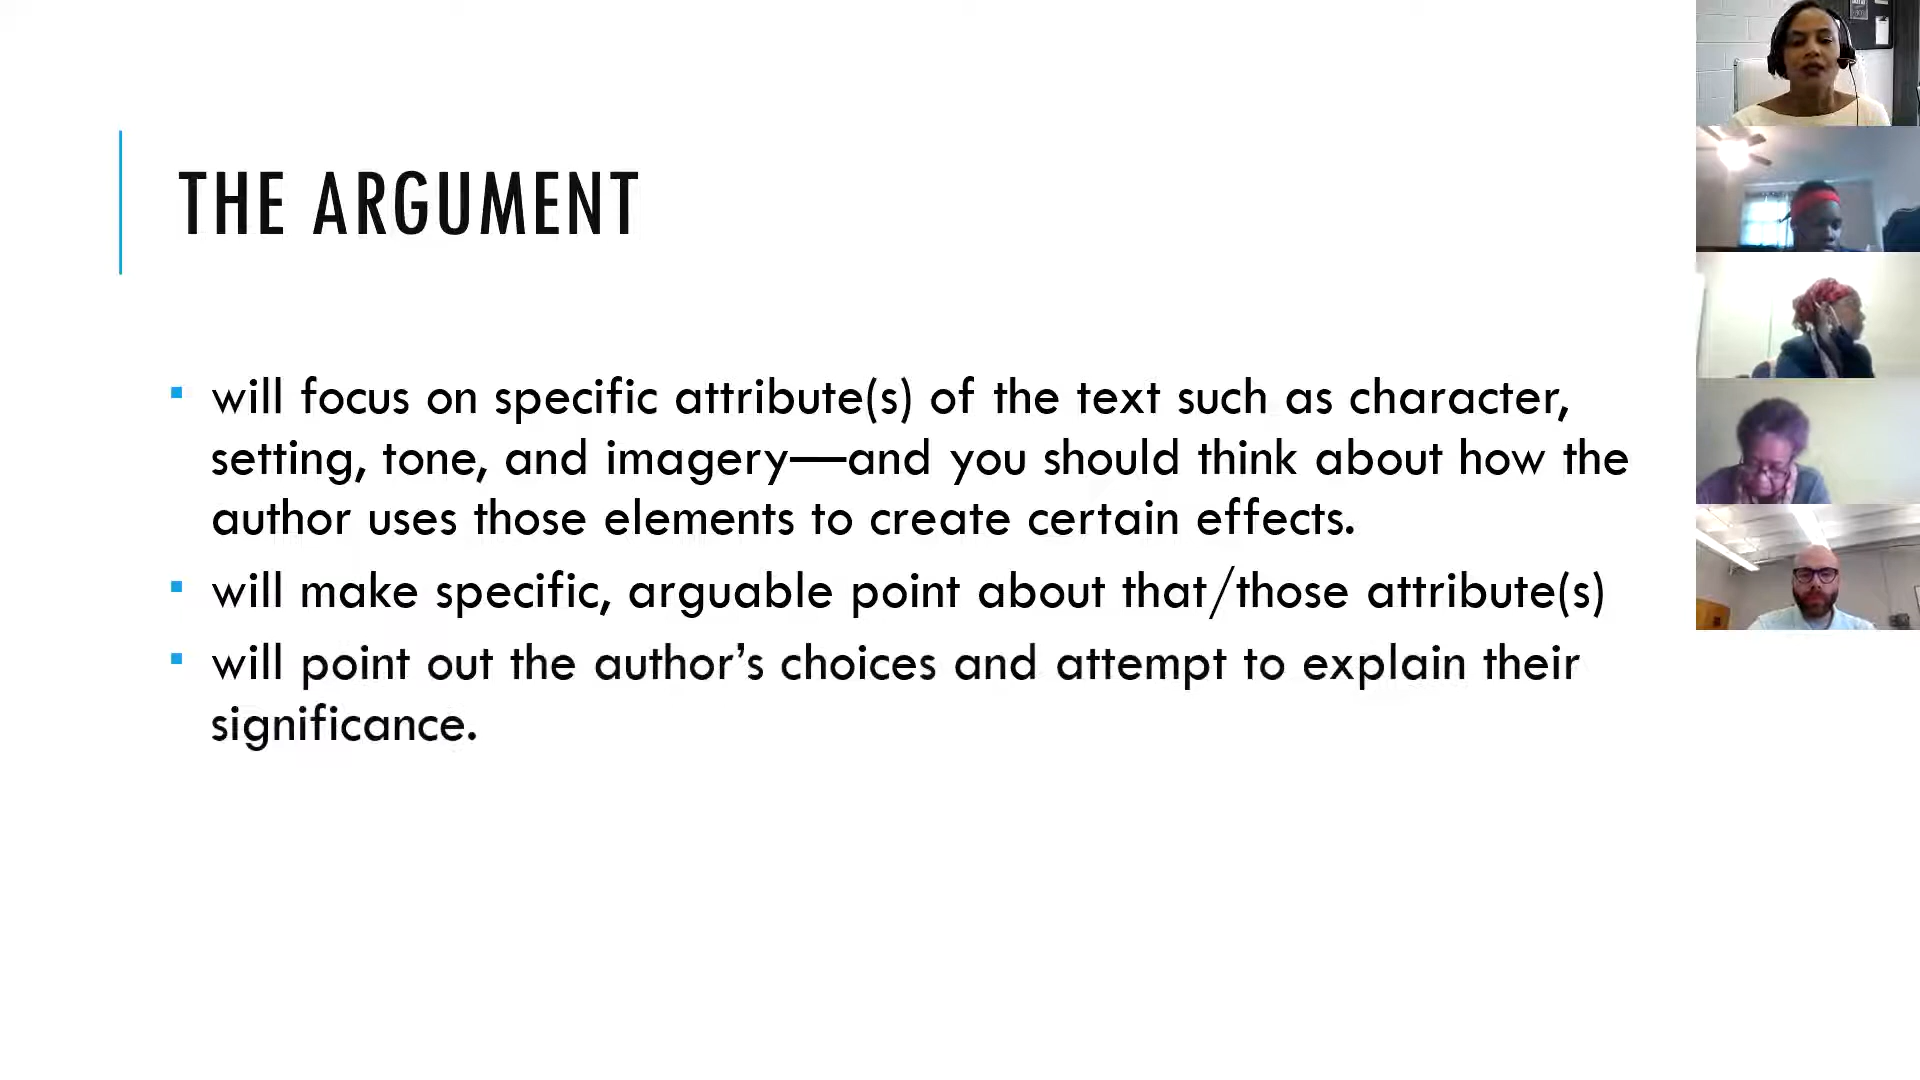 THE ARGUMENT
▪ will focus on specific attribute(s) of the text such as character,
setting, tone, and imagery—and you should think about how the
author uses those elements to create certain effects.
▪ will make specific, arguable point about that/those attribute(s)
▪ will point out the author’s choices and attempt to explain their
significance.